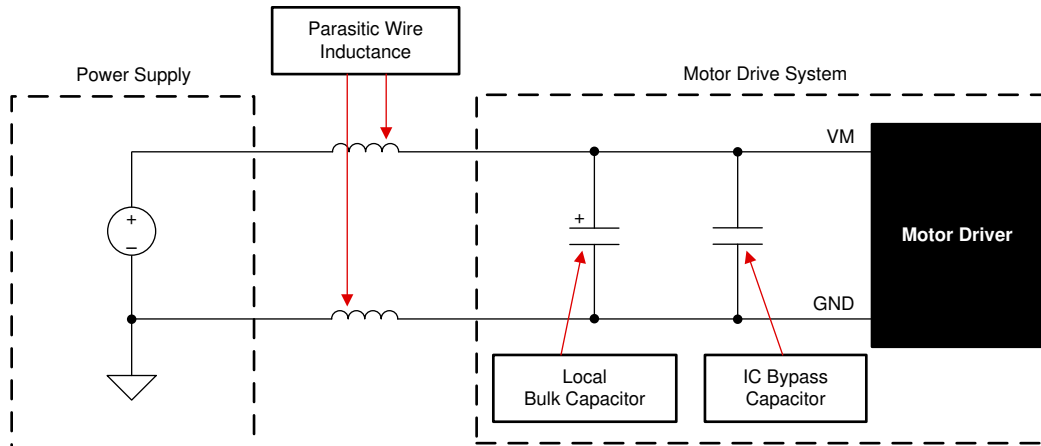 Parasitic Wire
Inductance
Power Supply
Motor Drive System
VM
+
–
+
Motor Driver
GND
Local
Bulk Capacitor
IC Bypass
Capacitor